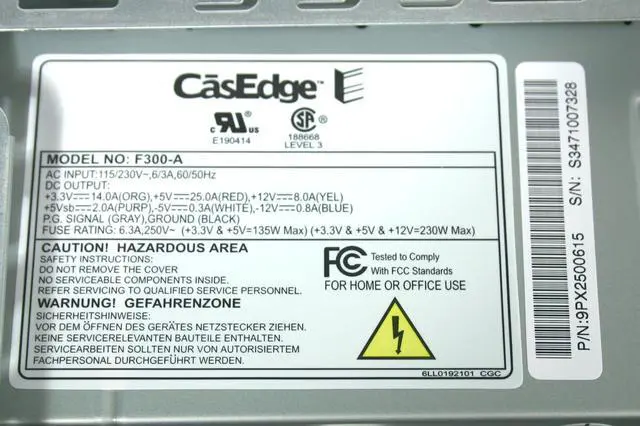 CāsEdge™
c RU us
E190414
SA
188668
LEVEL 3
MODEL NO: F300-A
AC INPUT:115/230V~,6/3A,60/50Hz
DC OUTPUT:
+3.3V⎓14.0A(ORG),+5V⎓25.0A(RED),+12V⎓8.0A(YEL)
+5Vsb⎓2.0A(PURP),-5V⎓0.3A(WHITE),-12V⎓0.8A(BLUE)
P.G. SIGNAL (GRAY),GROUND (BLACK)
FUSE RATING: 6.3A,250V~ (+3.3V & +5V=135W Max) (+3.3V & +5V & +12V=230W Max)
CAUTION! HAZARDOUS AREA
SAFETY INSTRUCTIONS:
DO NOT REMOVE THE COVER
NO SERVICEABLE COMPONENTS INSIDE.
REFER SERVICING TO QUALIFIED SERVICE PERSONNEL.
WARNUNG! GEFAHRENZONE
SICHERHEITSHINWEISE:
VOR DEM ÖFFNEN DES GERÄTES NETZSTECKER ZIEHEN.
KEINE SERVICERELEVANTEN BAUTEILE ENTHALTEN.
SERVICEARBEITEN SOLLTEN NUR VON AUTORISIERTEM
FACHPERSONAL DURCHGEFÜHRT WERDEN.
FC Tested to Comply
With FCC Standards
FOR HOME OR OFFICE USE
6LL0192101 CGC
S/N: S3471007328
P/N:9PX2500615